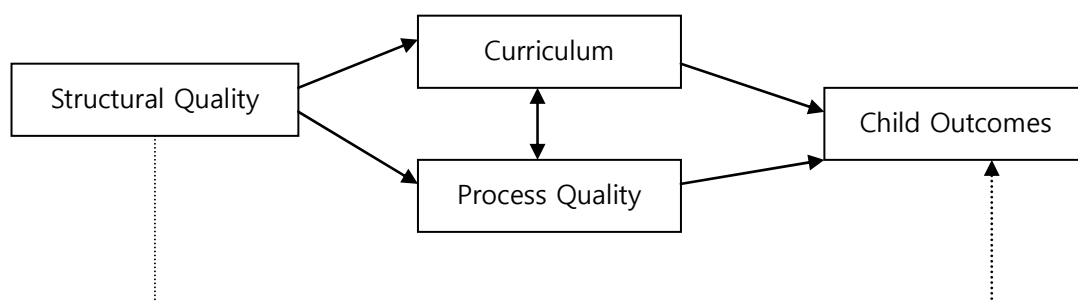 Curriculum
Structural Quality
Child Outcomes
Process Quality